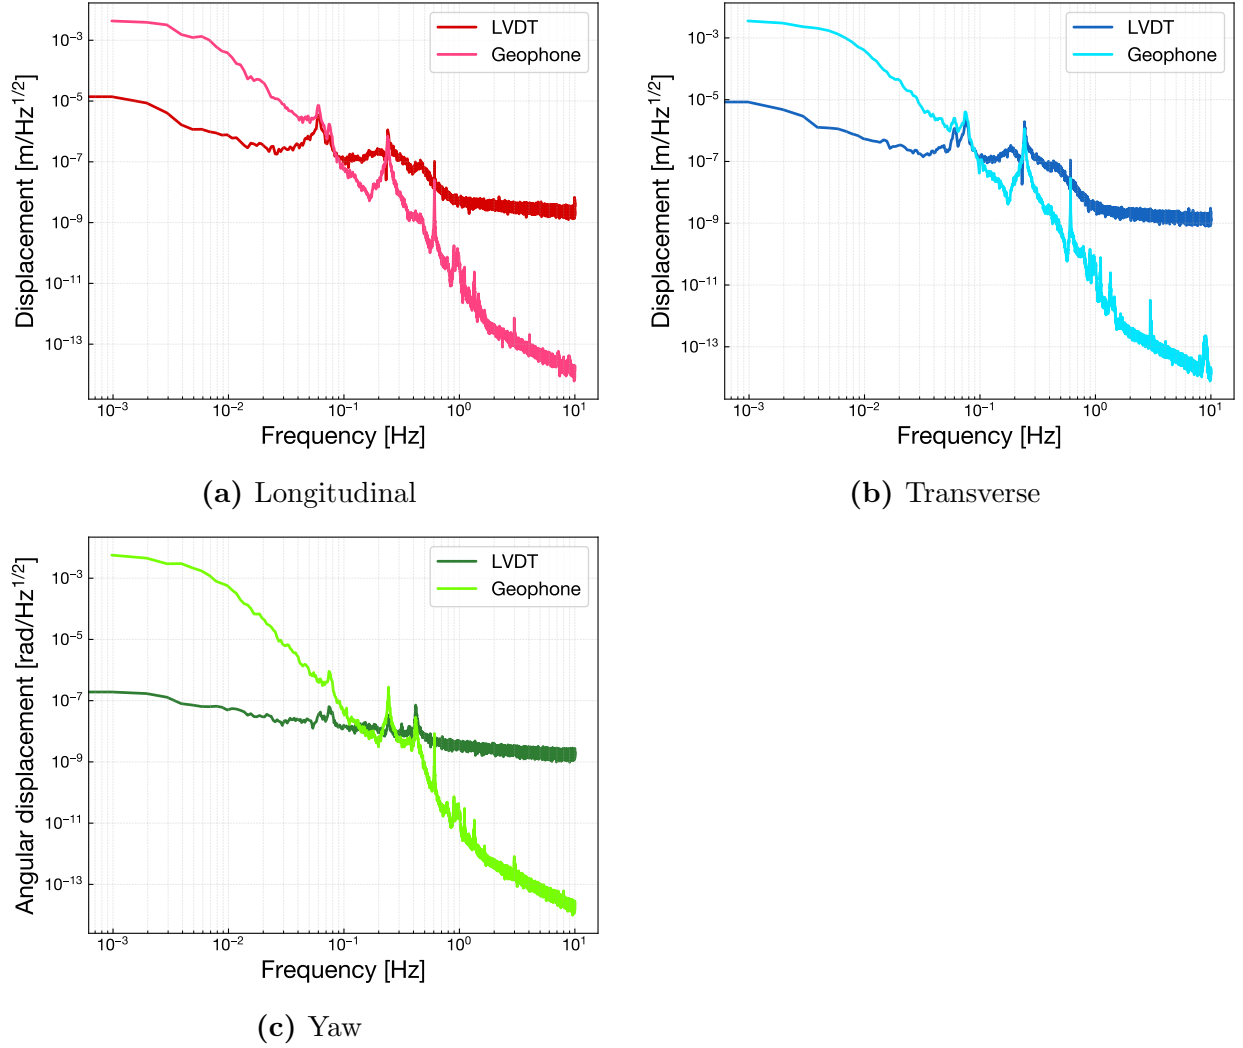 LVDT
Geophone
Displacement [m/Hz^{1/2}]
10^{-3}
10^{-5}
10^{-7}
10^{-9}
10^{-11}
10^{-13}
10^{-3} 10^{-2} 10^{-1} 10^{0} 10^{1}
Frequency [Hz]
(a) Longitudinal
LVDT
Geophone
Displacement [m/Hz^{1/2}]
10^{-3}
10^{-5}
10^{-7}
10^{-9}
10^{-11}
10^{-13}
10^{-3} 10^{-2} 10^{-1} 10^{0} 10^{1}
Frequency [Hz]
(b) Transverse
LVDT
Geophone
Angular displacement [rad/Hz^{1/2}]
10^{-3}
10^{-5}
10^{-7}
10^{-9}
10^{-11}
10^{-13}
10^{-3} 10^{-2} 10^{-1} 10^{0} 10^{1}
Frequency [Hz]
(c) Yaw